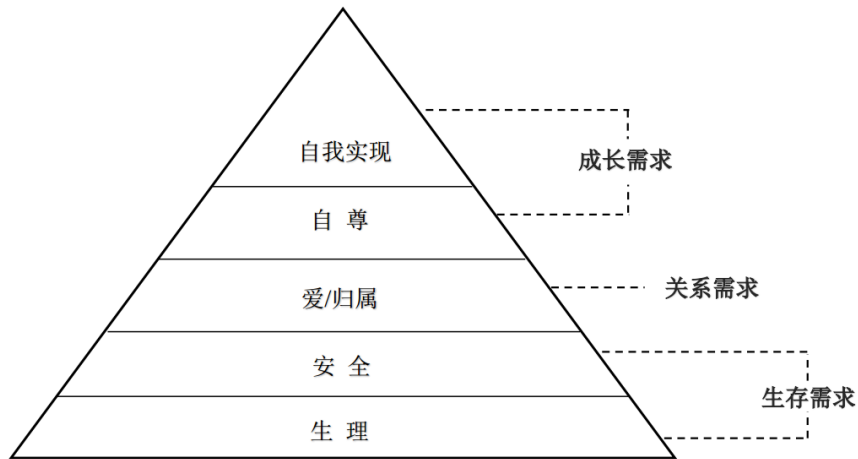 自我实现
成长需求
自 尊
爱/归属
关系需求
安 全
生存需求
生 理